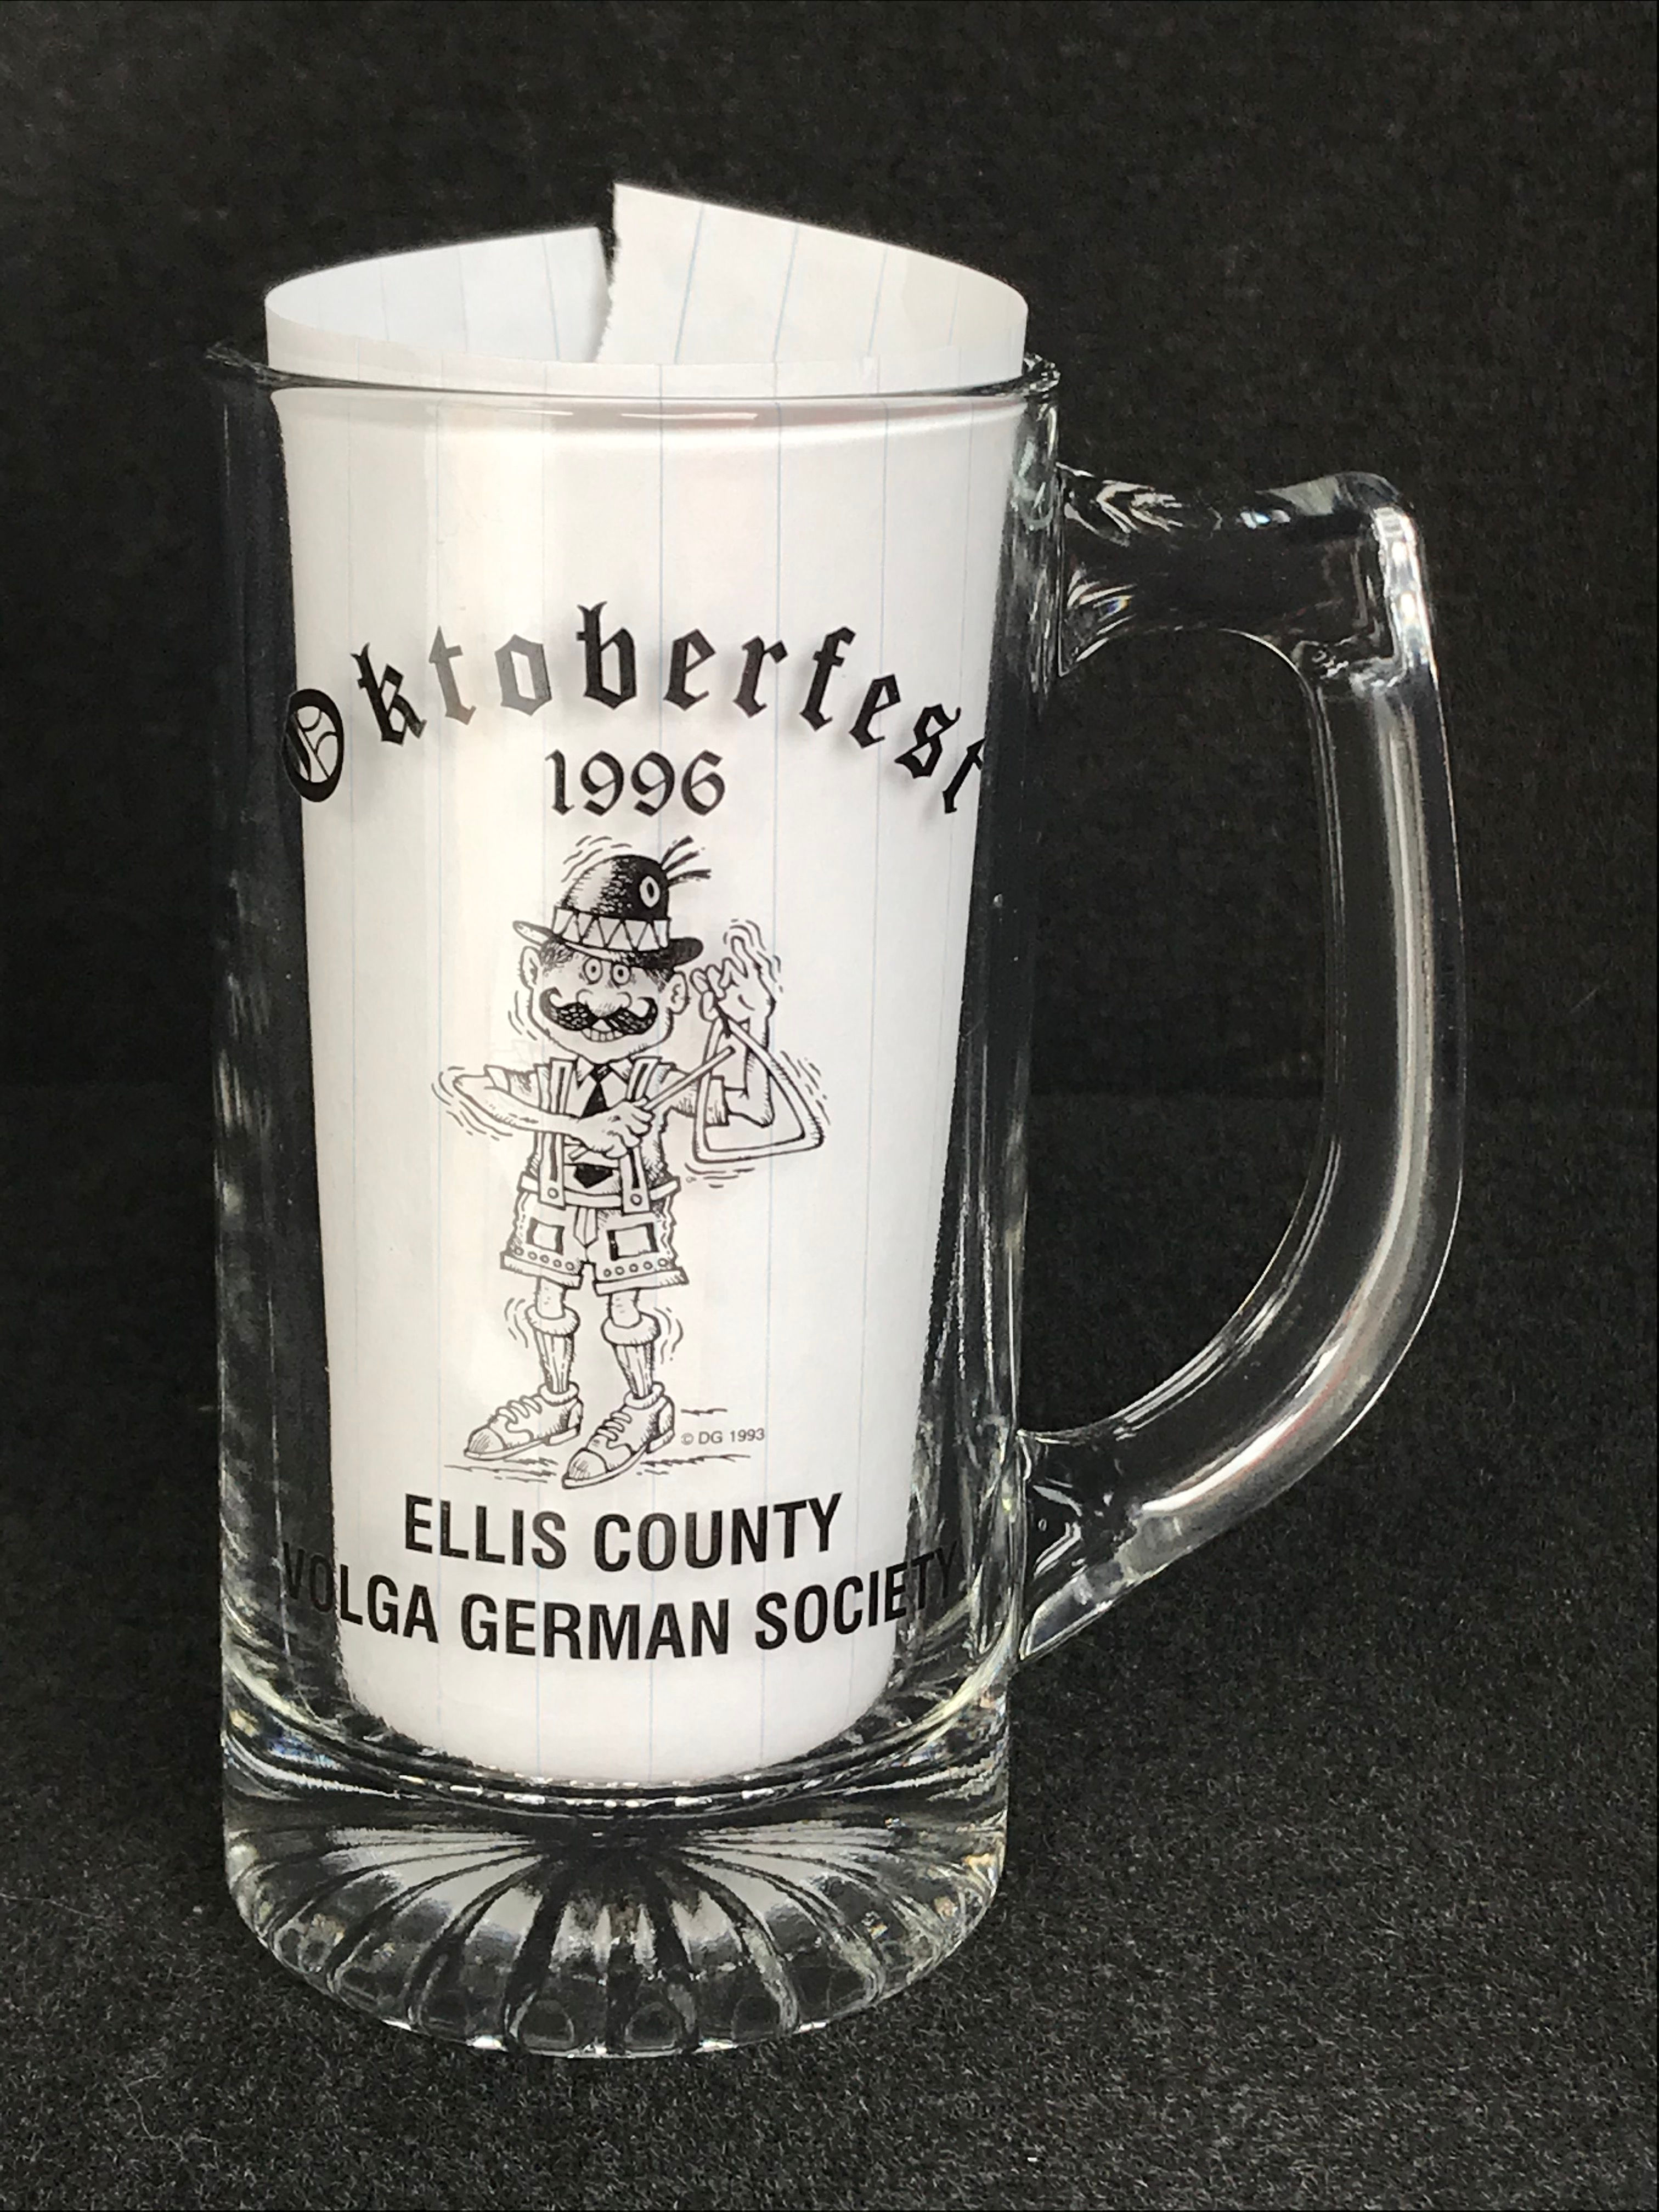 Oktoberfest
1996
© DG 1993
ELLIS COUNTY
VOLGA GERMAN SOCIETY